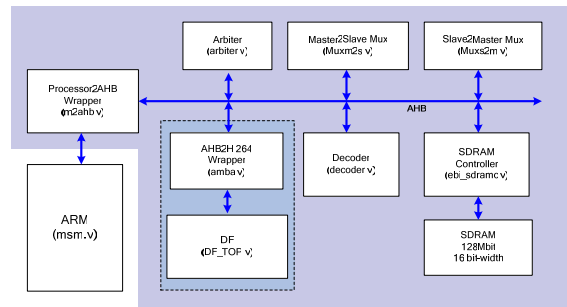 Arbiter
(arbiter v)
Master2Slave Mux
(Muxm2s v)
Slave2Master Mux
(Muxs2m v)
Processor2AHB
Wrapper
(m2ahb v)
AHB
AHB2H 264
Wrapper
(amba v)
Decoder
(decoder v)
SDRAM
Controller
(ebi_sdramc v)
ARM
(msm.v)
DF
(DF_TOP v)
SDRAM
128Mbit
16 bit-width